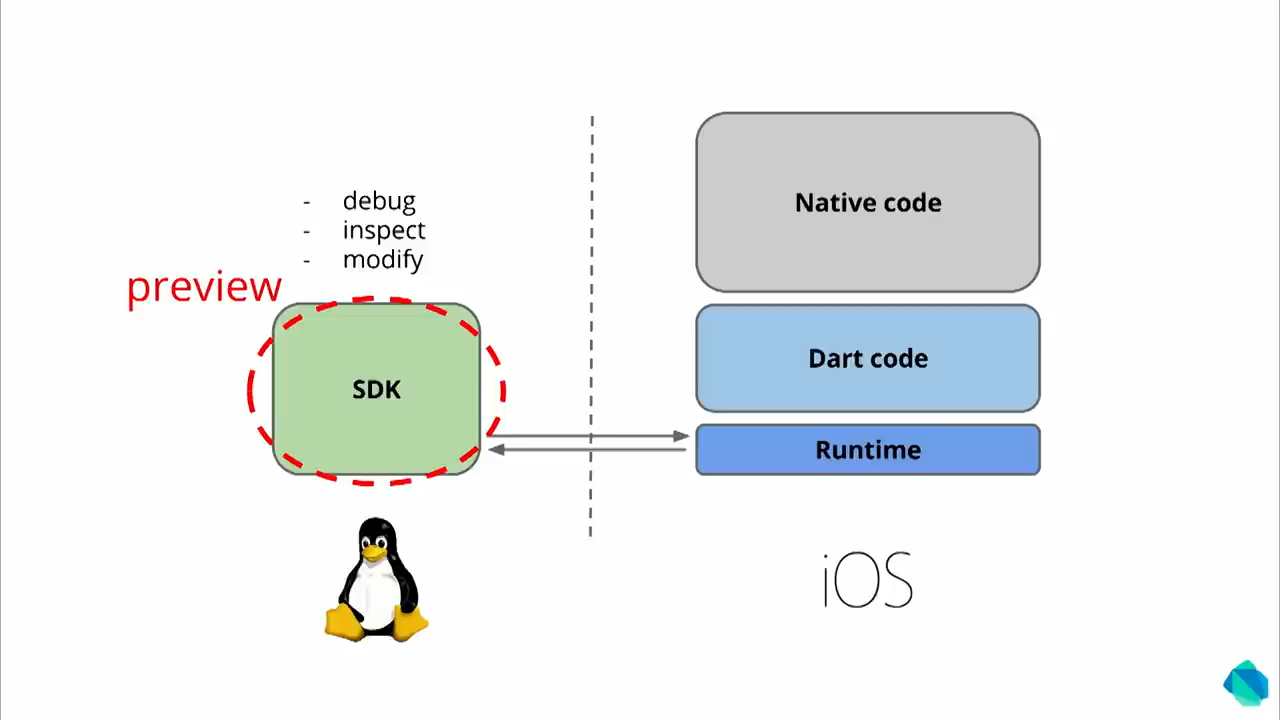 - debug
- inspect
- modify
preview
SDK
Native code
Dart code
Runtime
iOS